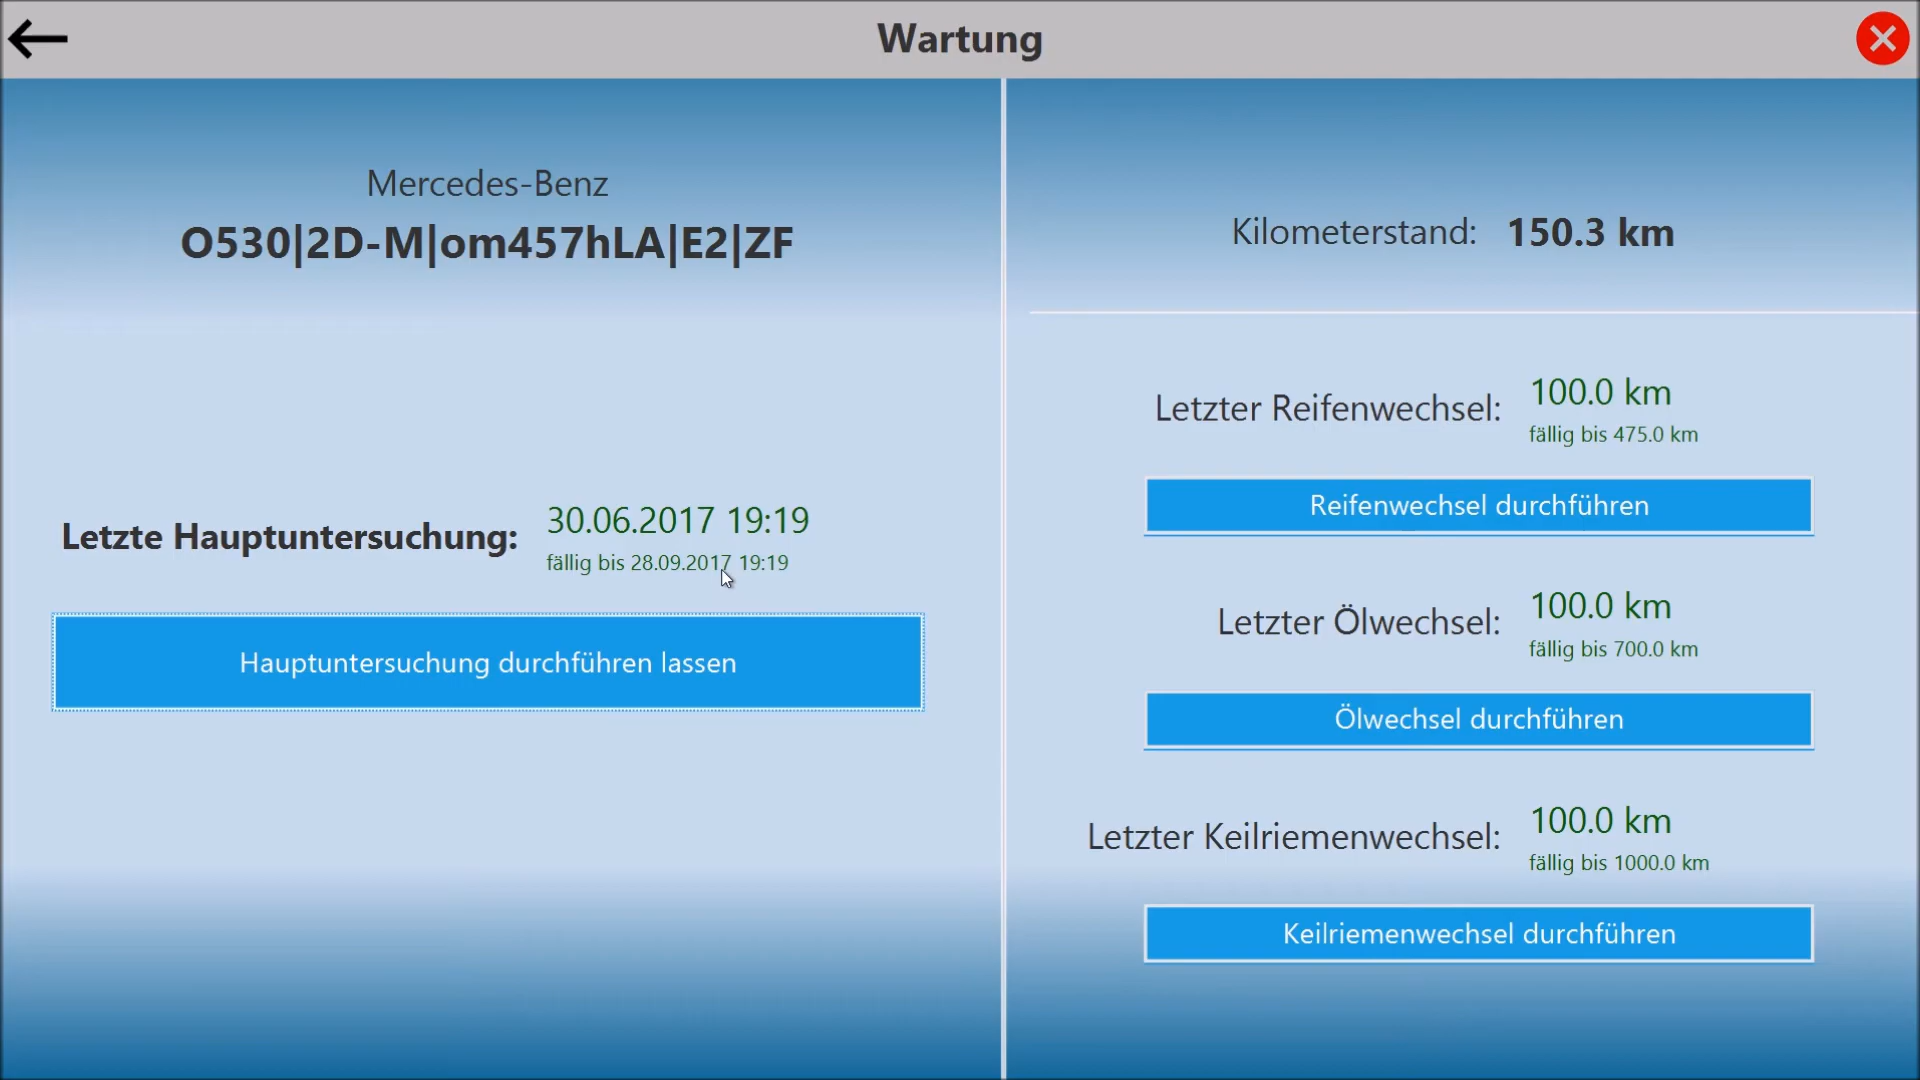 Wartung
Mercedes-Benz
O530|2D-M|om457hLA|E2|ZF
Letzte Hauptuntersuchung:
30.06.2017 19:19
fällig bis 28.09.2017 19:19
Hauptuntersuchung durchführen lassen
Kilometerstand: 150.3 km
Letzter Reifenwechsel:
100.0 km
fällig bis 475.0 km
Reifenwechsel durchführen
Letzter Ölwechsel:
100.0 km
fällig bis 700.0 km
Ölwechsel durchführen
Letzter Keilriemenwechsel:
100.0 km
fällig bis 1000.0 km
Keilriemenwechsel durchführen